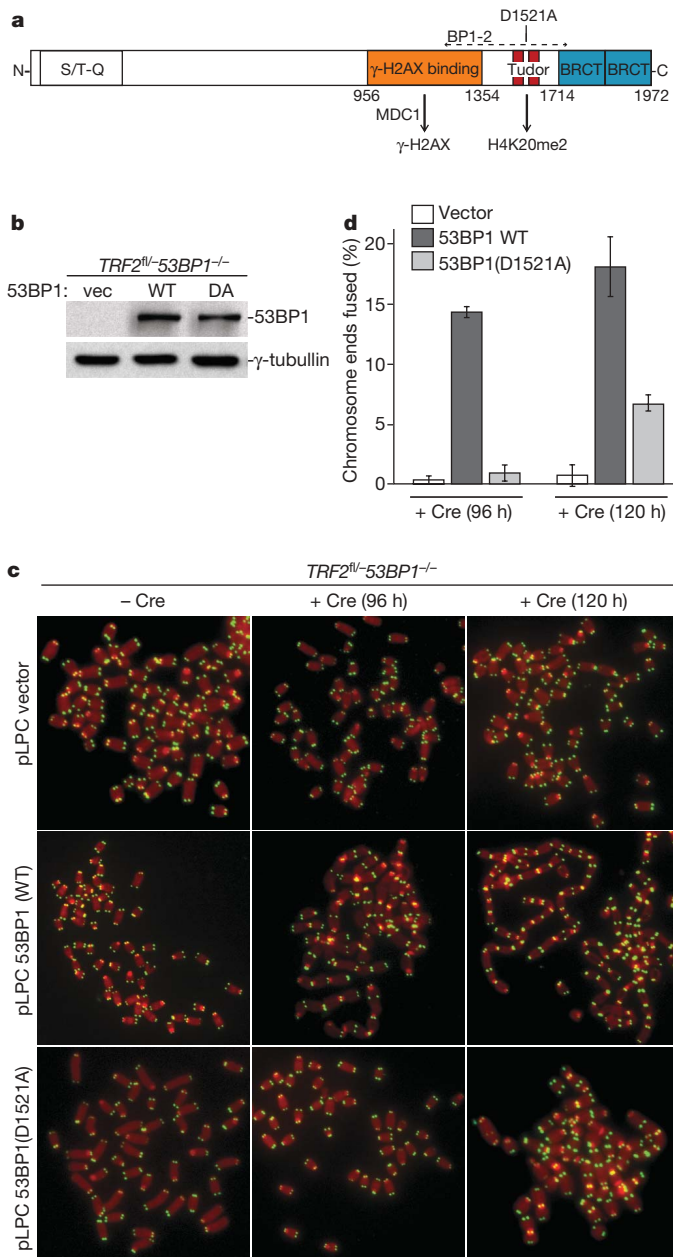 a
D1521A
BP1-2
N-
S/T-Q
γ-H2AX binding
Tudor
BRCT
BRCT
-C
956
1354
1714
1972
MDC1
γ-H2AX
H4K20me2
b
TRF2fl/–53BP1–/–
53BP1: vec WT DA
-53BP1
-γ-tubullin
d
Vector
53BP1 WT
53BP1(D1521A)
Chromosome ends fused (%)
20
15
10
5
0
+ Cre (96 h)
+ Cre (120 h)
c
TRF2fl/–53BP1–/–
– Cre
+ Cre (96 h)
+ Cre (120 h)
pLPC vector
pLPC 53BP1 (WT)
pLPC 53BP1(D1521A)